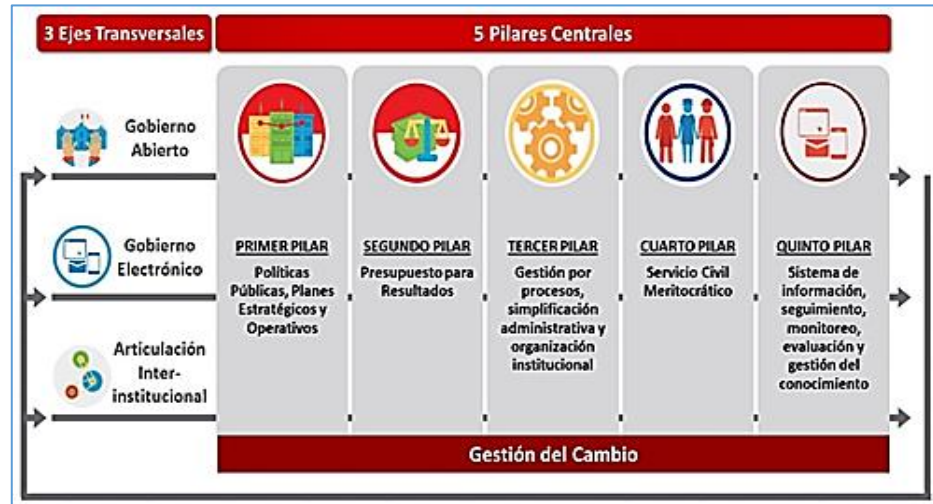 3 Ejes Transversales
5 Pilares Centrales
Gobierno
Abierto
Gobierno
Electrónico
Articulación
Inter-
institucional
PRIMER PILAR
Políticas
Públicas, Planes
Estratégicos y
Operativos
SEGUNDO PILAR
Presupuesto para
Resultados
TERCER PILAR
Gestión por
procesos,
simplificación
administrativa y
organización
institucional
CUARTO PILAR
Servicio Civil
Meritocrático
QUINTO PILAR
Sistema de
información,
seguimiento,
monitoreo,
evaluación y
gestión del
conocimiento
Gestión del Cambio